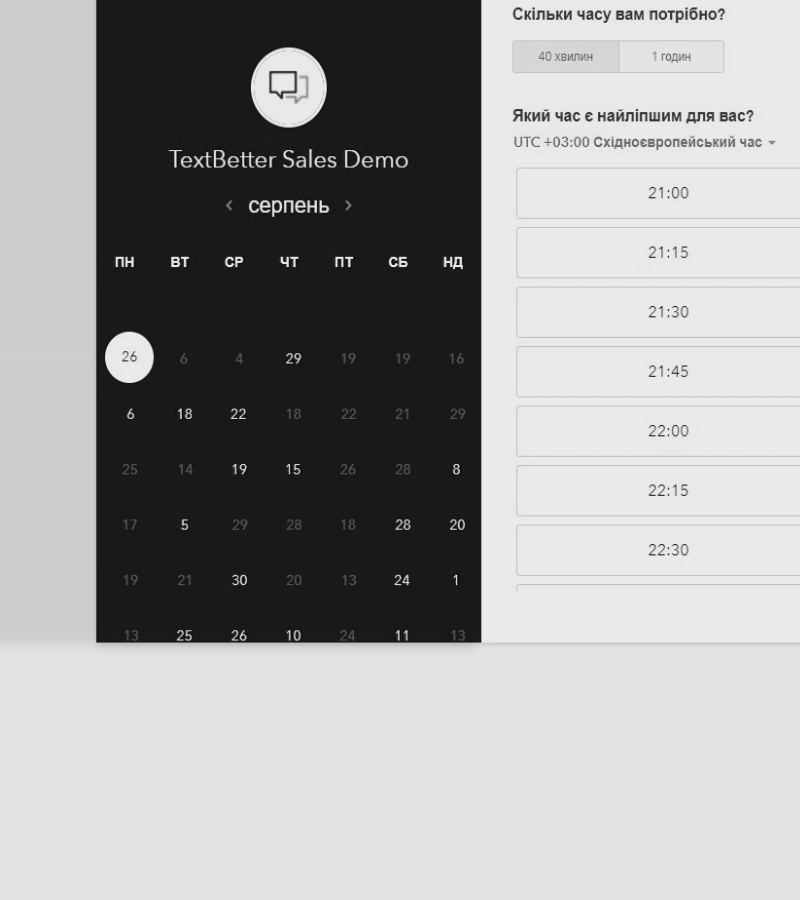 TextBetter Sales Demo
серпень
ПН ВТ СР ЧТ ПТ СБ НД
26 6 4 29 19 19 16
6 18 22 18 22 21 29
25 14 19 15 26 28 8
17 5 29 28 18 28 20
19 21 30 20 13 24 1
13 25 26 10 24 11 13
Скільки часу вам потрібно?
40 хвилин 1 годин
Який час є найліпшим для вас?
UTC +03:00 Східноєвропейський час
21:00
21:15
21:30
21:45
22:00
22:15
22:30